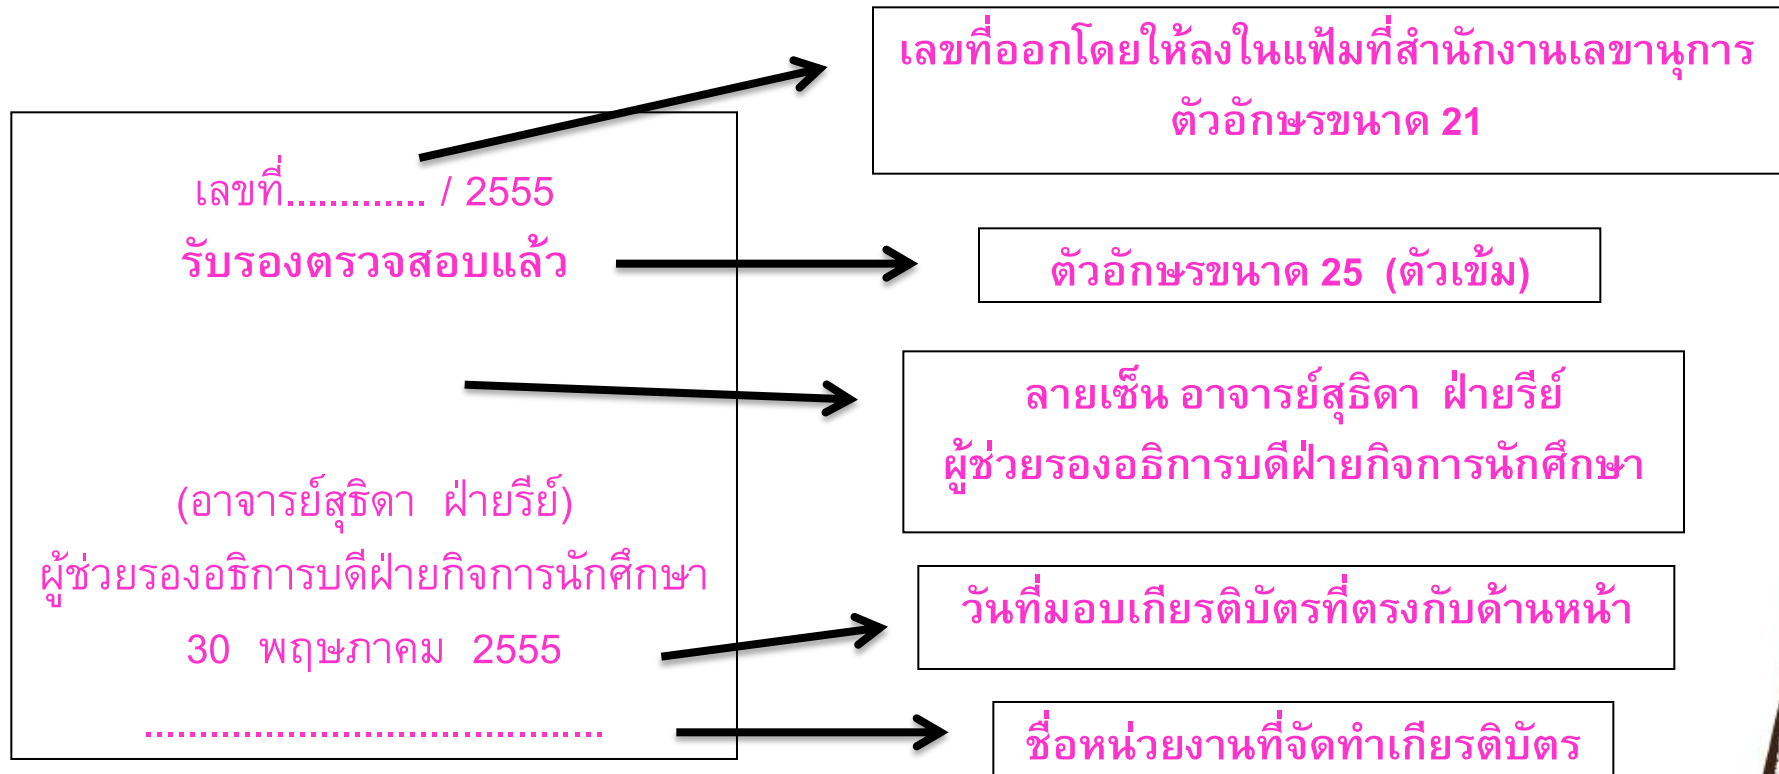 เลขที่ออกโดยให้ลงในแฟ้มที่สำนักงานเลขานุการ
ตัวอักษรขนาด 21
เลขที่............. / 2555
รับรองตรวจสอบแล้ว
ตัวอักษรขนาด 25 (ตัวเข้ม)
ลายเซ็น อาจารย์สุธิดา ฝ่ายรีย์
ผู้ช่วยรองอธิการบดีฝ่ายกิจการนักศึกษา
(อาจารย์สุธิดา ฝ่ายรีย์)
ผู้ช่วยรองอธิการบดีฝ่ายกิจการนักศึกษา
30 พฤษภาคม 2555
วันที่มอบเกียรติบัตรที่ตรงกับด้านหน้า
..........................................
ชื่อหน่วยงานที่จัดทำเกียรติบัตร